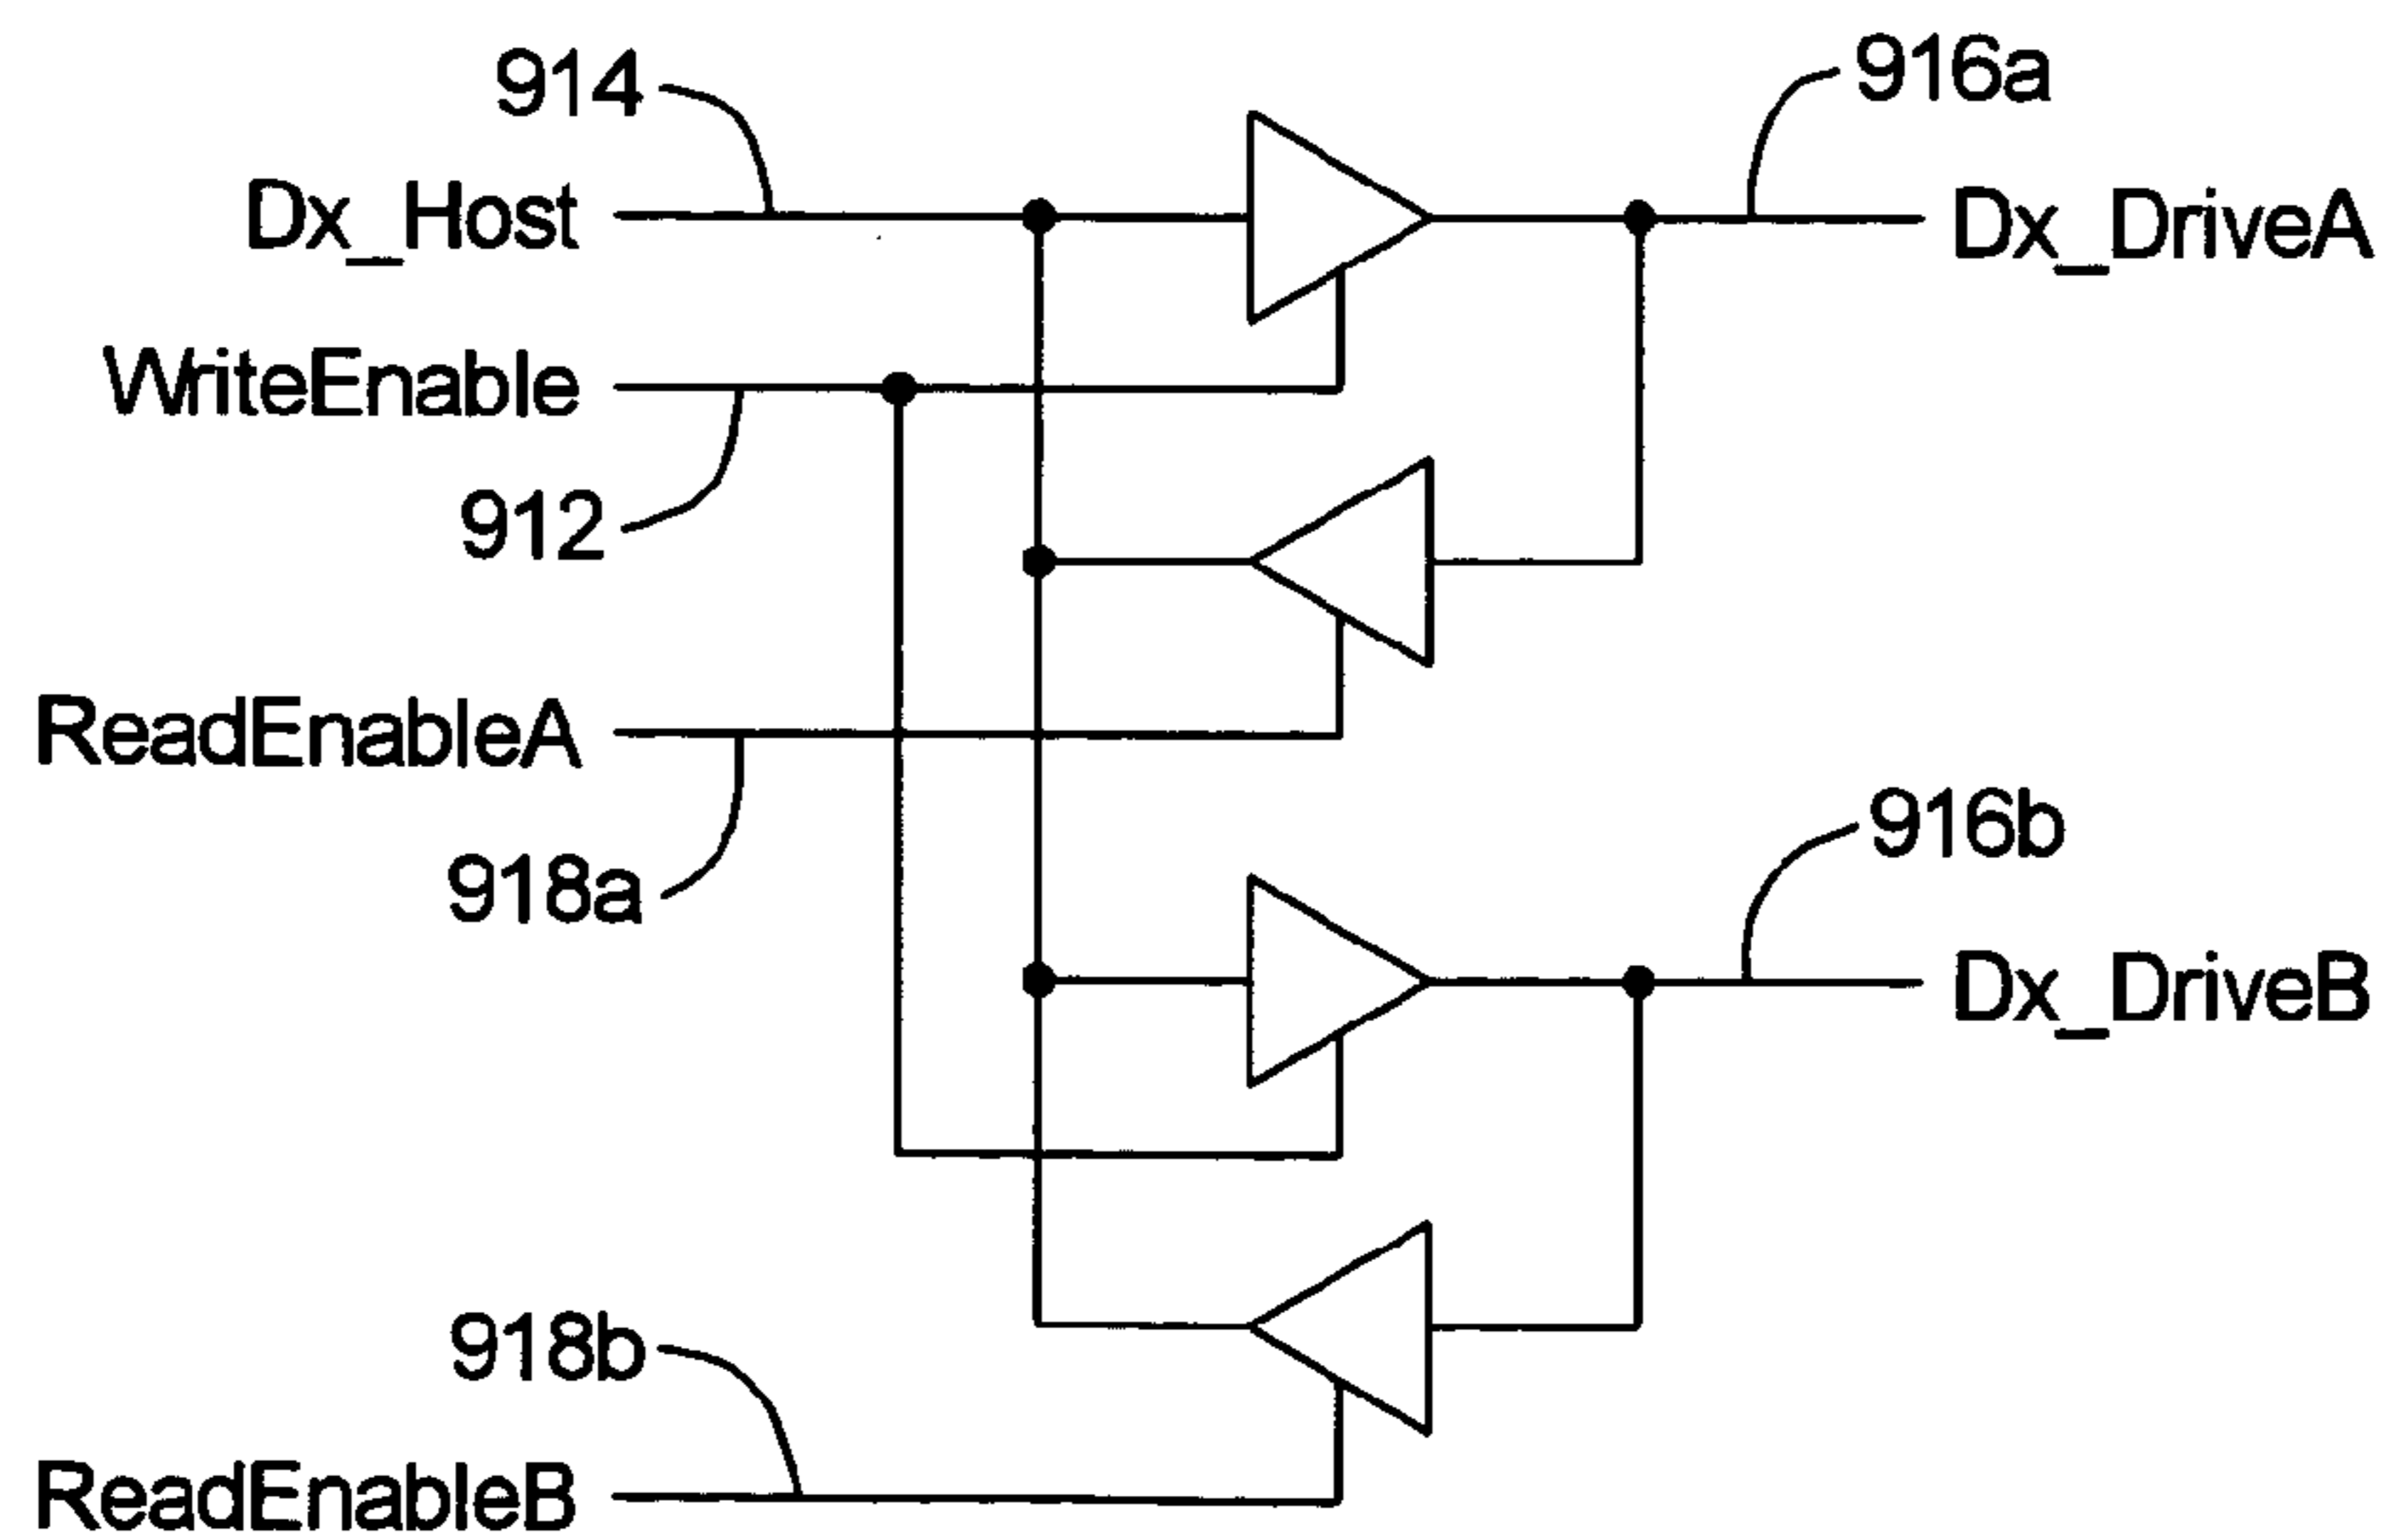 914
916a
Dx_Host
Dx_DriveA
WriteEnable
912
ReadEnableA
918a
916b
Dx_DriveB
918b
ReadEnableB